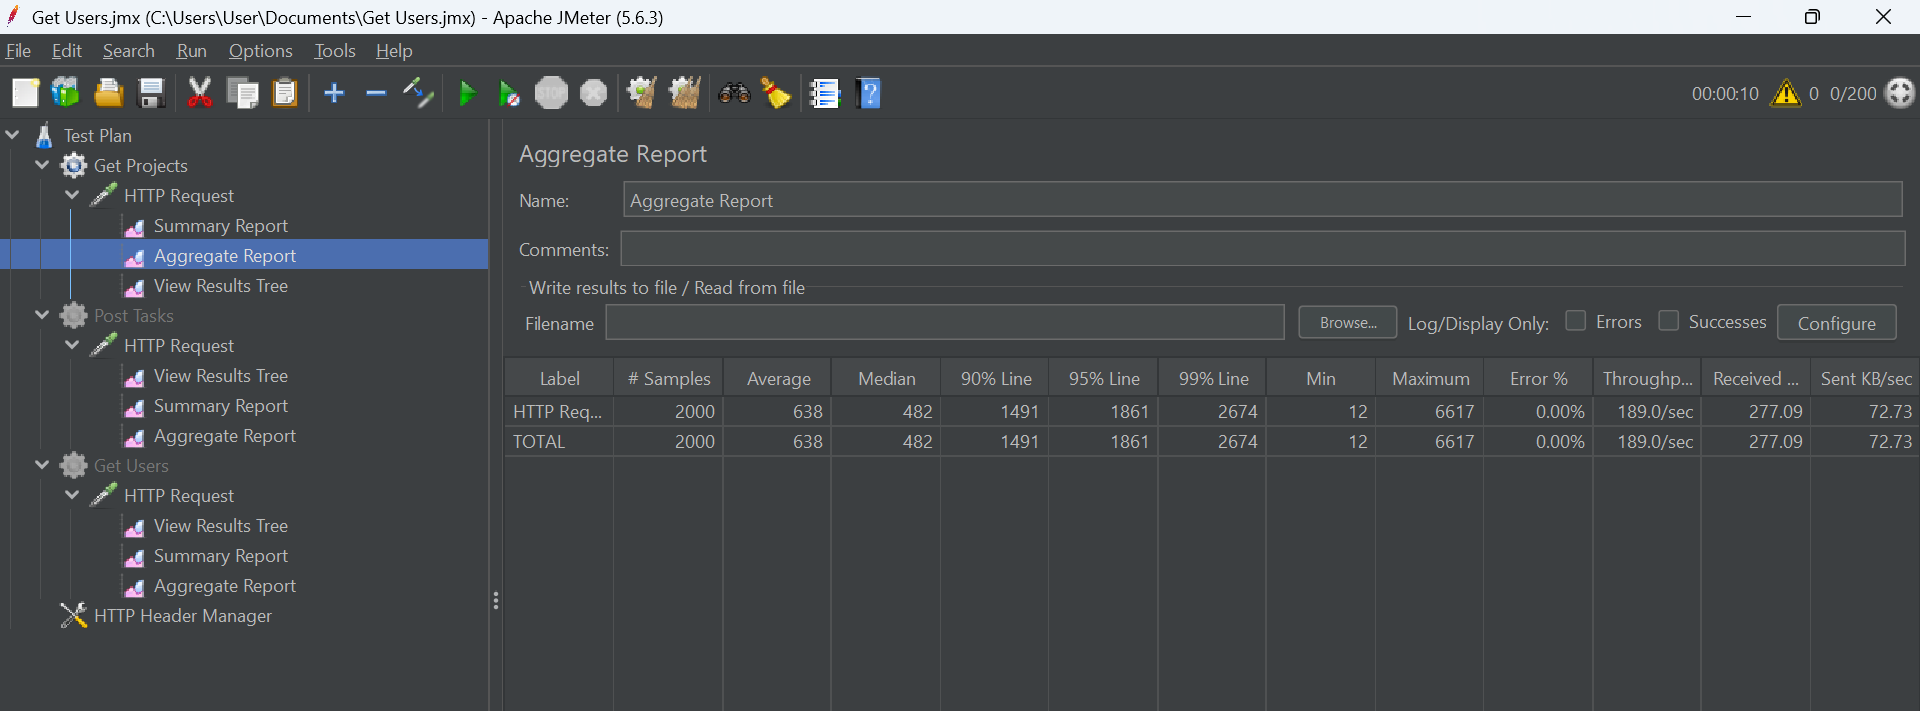 Get Users.jmx (C:\Users\User\Documents\Get Users.jmx) - Apache JMeter (5.6.3)
File Edit Search Run Options Tools Help
STOP 00:00:10 0 0/200
Test Plan
Get Projects
HTTP Request
Summary Report
Aggregate Report
View Results Tree
Post Tasks
HTTP Request
View Results Tree
Summary Report
Aggregate Report
Get Users
HTTP Request
View Results Tree
Summary Report
Aggregate Report
HTTP Header Manager
Aggregate Report
Name: Aggregate Report
Comments:
Write results to file / Read from file
Filename Browse... Log/Display Only: Errors Successes Configure
Label # Samples Average Median 90% Line 95% Line 99% Line Min Maximum Error % Throughp... Received ... Sent KB/sec
HTTP Req... 2000 638 482 1491 1861 2674 12 6617 0.00% 189.0/sec 277.09 72.73
TOTAL 2000 638 482 1491 1861 2674 12 6617 0.00% 189.0/sec 277.09 72.73